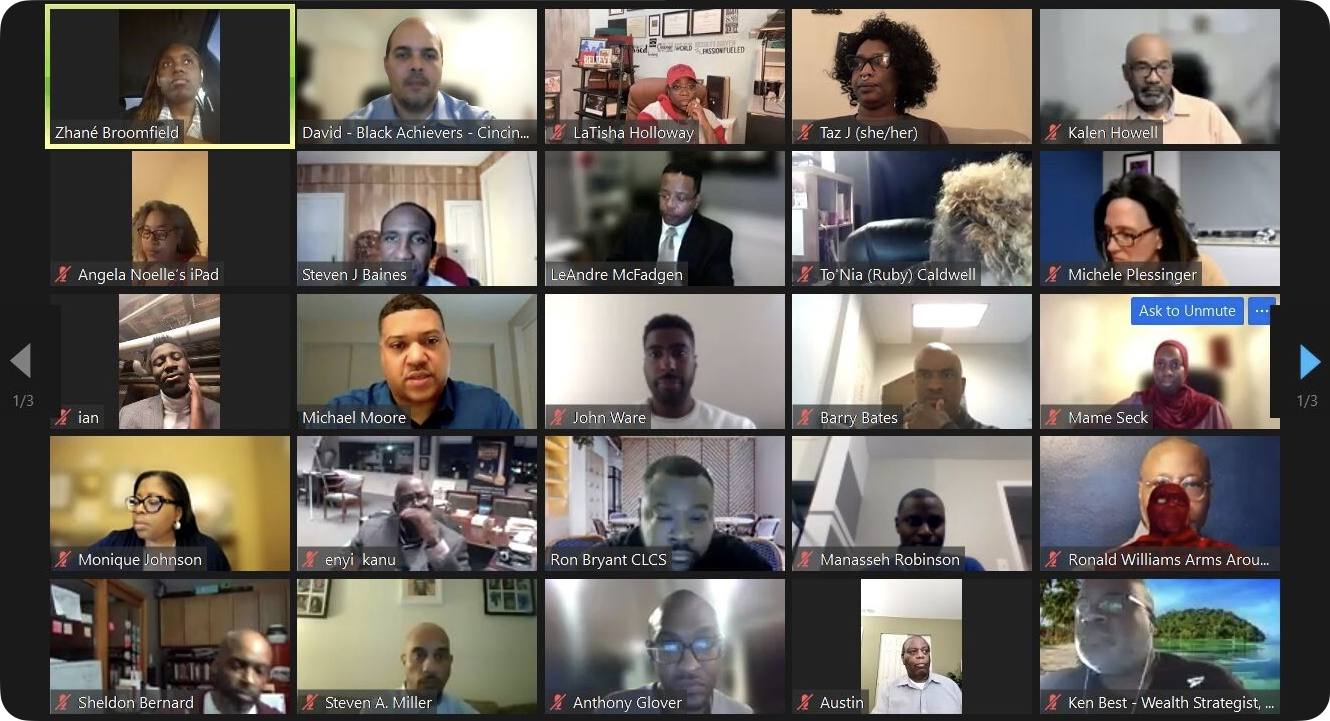 Zhané Broomfield
David - Black Achievers - Cincin...
BELIEVE
WORLD
PASSIONFUELED
LaTisha Holloway
Taz J (she/her)
Kalen Howell
Angela Noelle's iPad
Steven J Baines
LeAndre McFadgen
To'Nia (Ruby) Caldwell
Michele Plessinger
1/3
ian
Michael Moore
John Ware
Barry Bates
Ask to Unmute
...
Mame Seck
1/3
Monique Johnson
enyi kanu
Ron Bryant CLCS
Manasseh Robinson
Ronald Williams Arms Arou...
Sheldon Bernard
Steven A. Miller
Anthony Glover
Austin
Ken Best - Wealth Strategist, ...